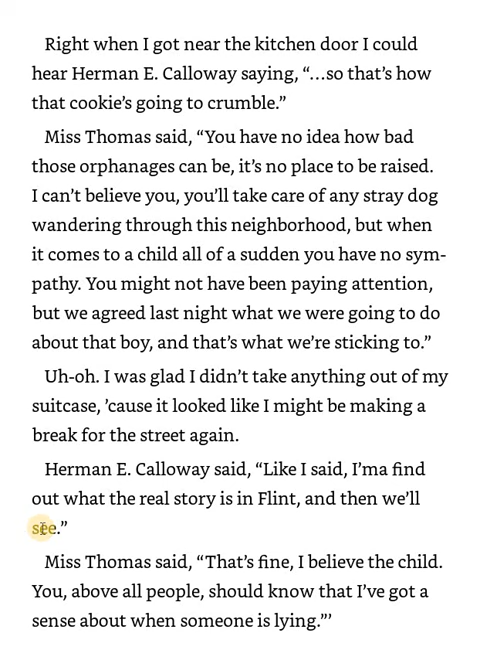 Right when I got near the kitchen door I could
hear Herman E. Calloway saying, “…so that’s how
that cookie’s going to crumble.”
Miss Thomas said, “You have no idea how bad
those orphanages can be, it’s no place to be raised.
I can’t believe you, you’ll take care of any stray dog
wandering through this neighborhood, but when
it comes to a child all of a sudden you have no sym-
pathy. You might not have been paying attention,
but we agreed last night what we were going to do
about that boy, and that’s what we’re sticking to.”
Uh-oh. I was glad I didn’t take anything out of my
suitcase, ’cause it looked like I might be making a
break for the street again.
Herman E. Calloway said, “Like I said, I’ma find
out what the real story is in Flint, and then we’ll
see.”
Miss Thomas said, “That’s fine, I believe the child.
You, above all people, should know that I’ve got a
sense about when someone is lying.”’